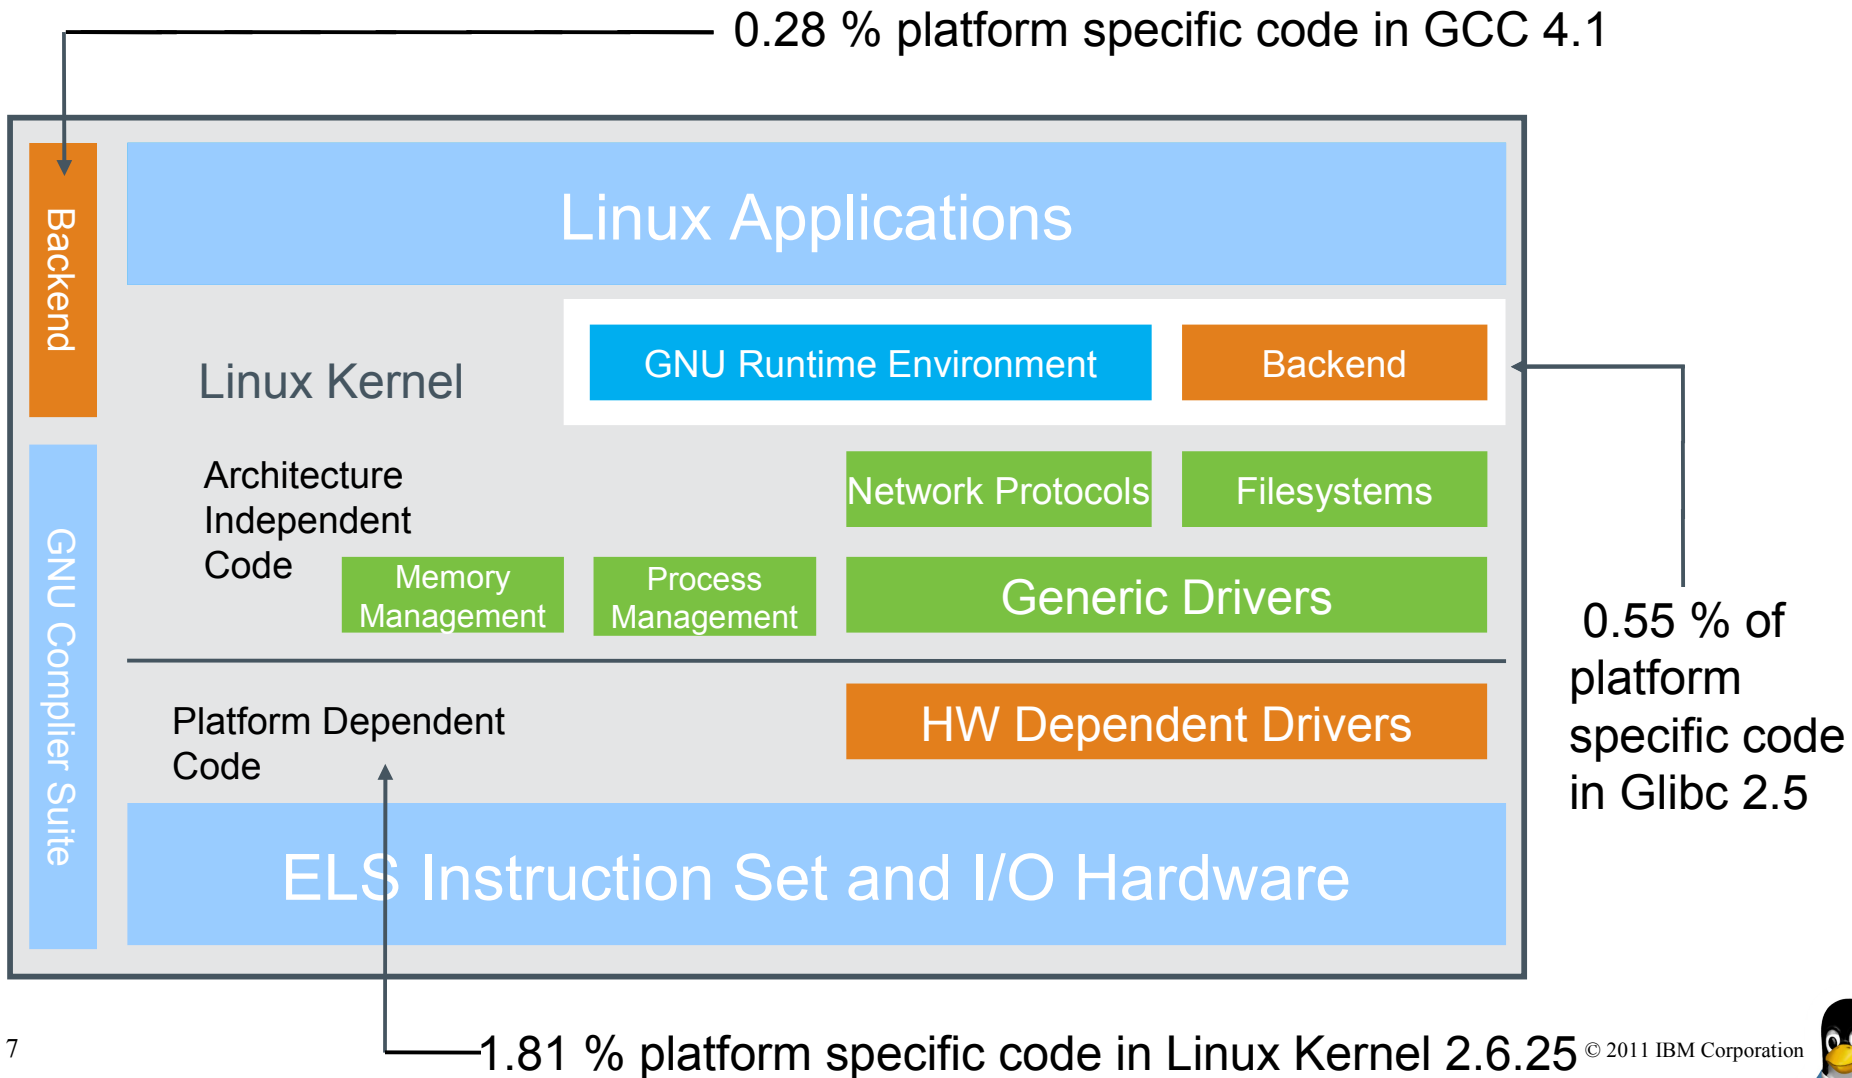 0.28 % platform specific code in GCC 4.1
Backend
Linux Applications
Linux Kernel
GNU Runtime Environment
Backend
Architecture
Independent
Code
Network Protocols
Filesystems
Memory
Management
Process
Management
Generic Drivers
GNU Complier Suite
0.55 % of
platform
specific code
in Glibc 2.5
Platform Dependent
Code
HW Dependent Drivers
ELS Instruction Set and I/O Hardware
7
1.81 % platform specific code in Linux Kernel 2.6.25
© 2011 IBM Corporation